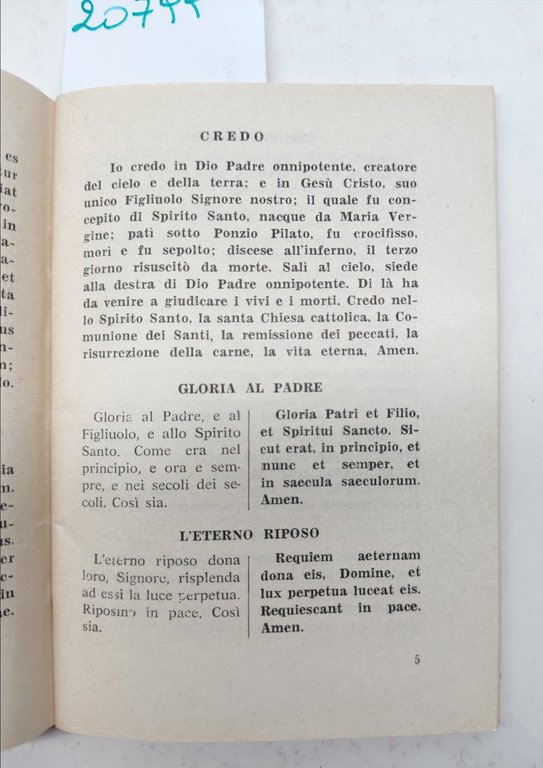 20744
CREDO
Io credo in Dio Padre onnipotente, creatore
del cielo e della terra; e in Gesù Cristo, suo
unico Figliuolo Signore nostro; il quale fu con-
cepito di Spirito Santo, nacque da Maria Ver-
gine; patì sotto Ponzio Pilato, fu crocifisso,
morì e fu sepolto; discese all'inferno, il terzo
giorno risuscitò da morte. Salì al cielo, siede
alla destra di Dio Padre onnipotente. Di là ha
da venire a giudicare i vivi e i morti. Credo nel-
lo Spirito Santo, la santa Chiesa cattolica, la Co-
munione dei Santi, la remissione dei peccati, la
risurrezione della carne, la vita eterna, Amen.
GLORIA AL PADRE
Gloria al Padre, e al
Figliuolo, e allo Spirito
Santo. Come era nel
principio, e ora e sem-
pre, e nei secoli dei se-
coli. Così sia.
Gloria Patri et Filio,
et Spiritui Sancto. Si-
cut erat, in principio, et
nunc et semper, et
in saecula saeculorum.
Amen.
L'ETERNO RIPOSO
L'eterno riposo dona
loro, Signore, risplenda
ad essi la luce perpetua.
Riposino in pace. Così
sia.
Requiem aeternam
dona eis, Domine, et
lux perpetua luceat eis.
Requiescant in pace.
Amen.
5